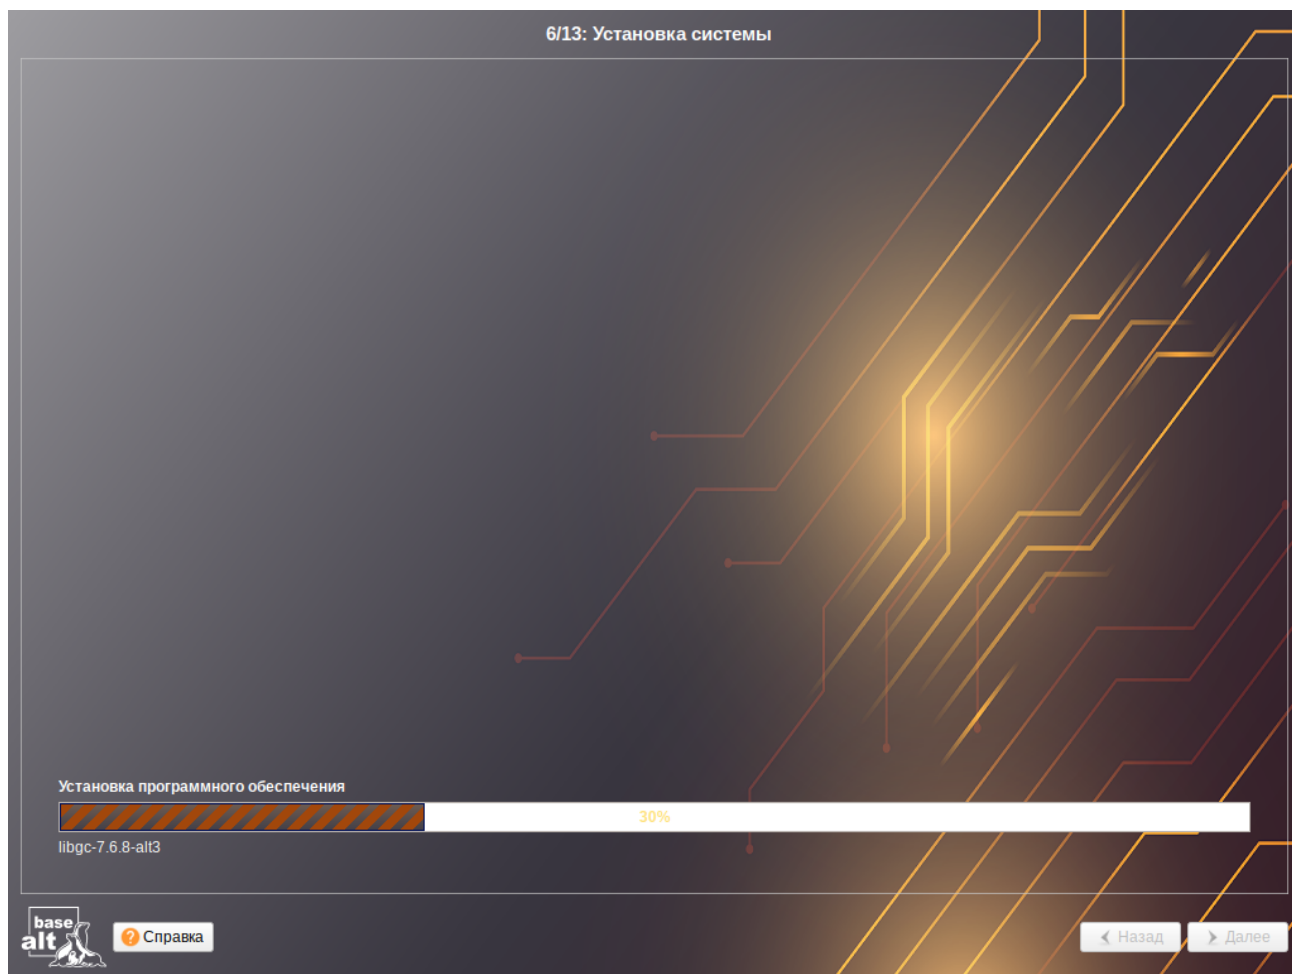 6/13: Установка системы
Установка программного обеспечения
30%
libgc-7.6.8-alt3
base
alt
Справка
Назад
Далее